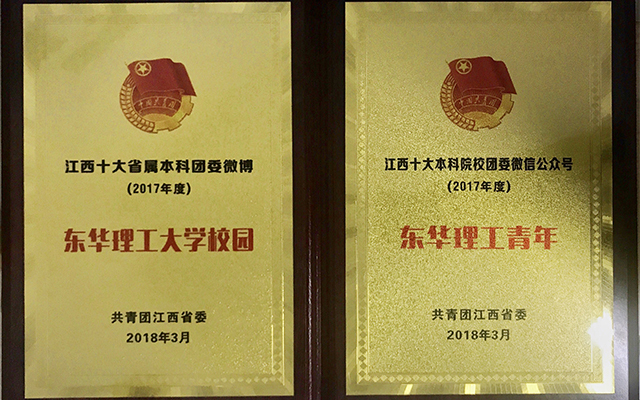 江西十大省属本科团委微博
(2017年度)
东华理工大学校园
共青团江西省委
2018年3月
江西十大本科院校团委微信公众号
(2017年度)
东华理工青年
共青团江西省委
2018年3月